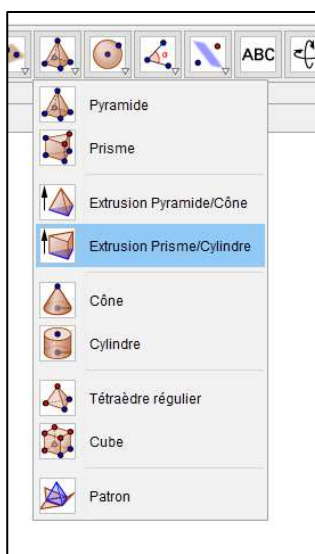 ABC
Pyramide
Prisme
Extrusion Pyramide/Cône
Extrusion Prisme/Cylindre
Cône
Cylindre
Tétraèdre régulier
Cube
Patron